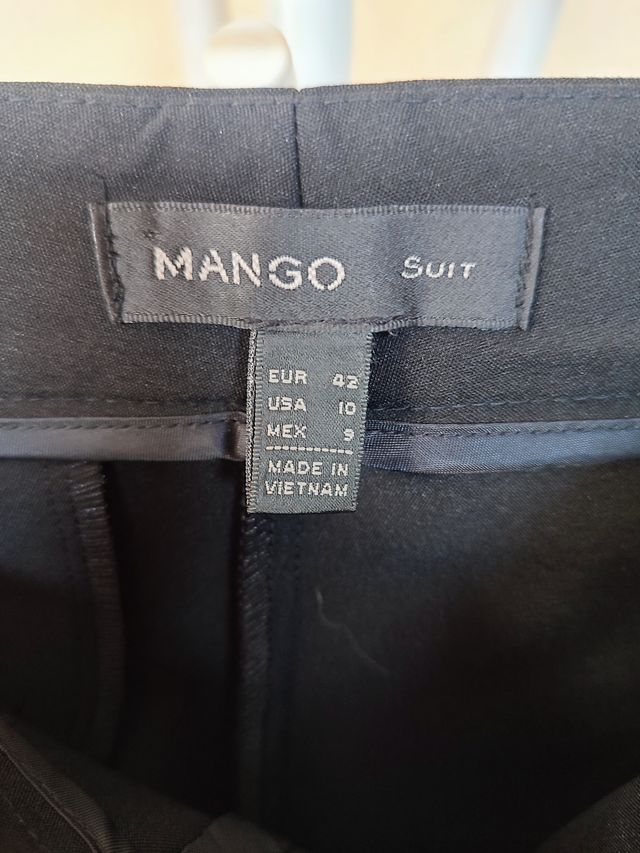 MANGO SUIT
EUR 42
USA 10
MEX 9
MADE IN
VIETNAM